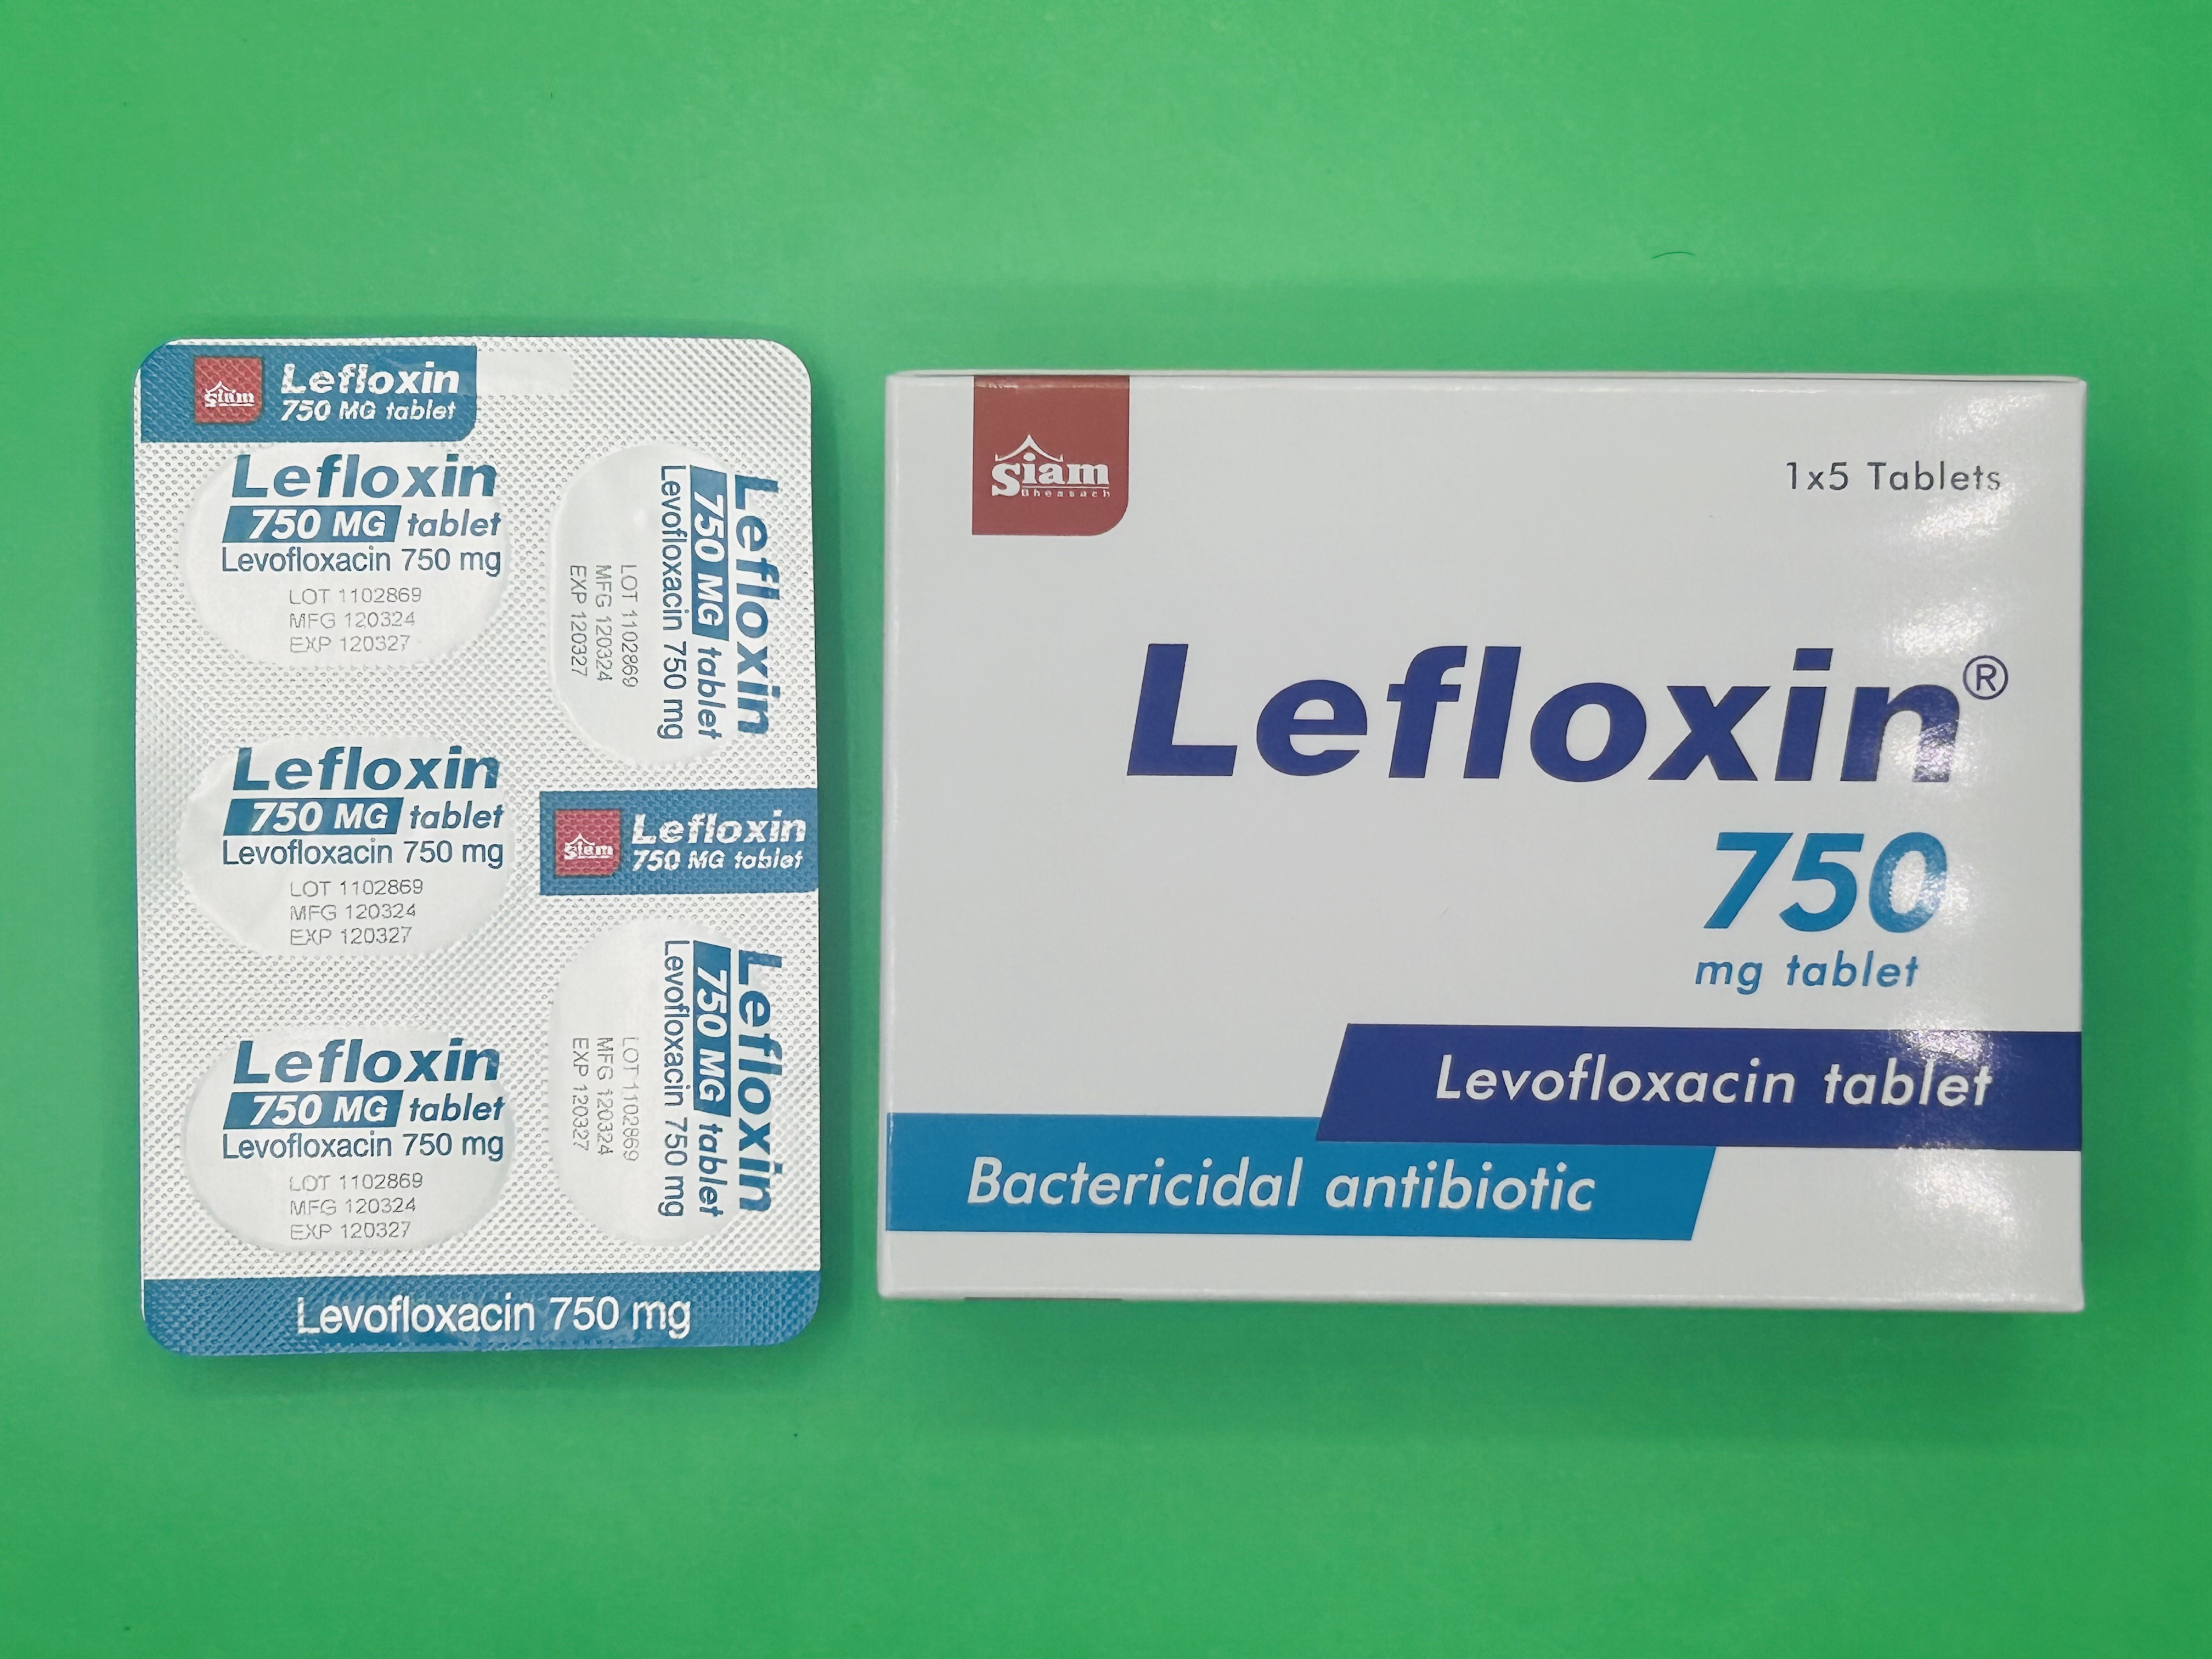 Siam
Lefloxin
750 MG tablet
Lefloxin
750 MG tablet
Levofloxacin 750 mg
LOT 1102869
MFG 120324
EXP 120327
Lefloxin
750 MG tablet
Levofloxacin 750 mg
LOT 1102869
MFG 120324
EXP 120327
Lefloxin
750 MG tablet
Levofloxacin 750 mg
LOT 1102869
MFG 120324
EXP 120327
Lefloxin
750 MG tablet
Levofloxacin 750 mg
LOT 1102869
MFG 120324
EXP 120327
Siam
Lefloxin
750 MG tablet
Lefloxin
750 MG tablet
Levofloxacin 750 mg
LOT 1102869
MFG 120324
EXP 120327
Levofloxacin 750 mg
Siam
Bheasach
1x5 Tablets
Lefloxin®
750
mg tablet
Levofloxacin tablet
Bactericidal antibiotic